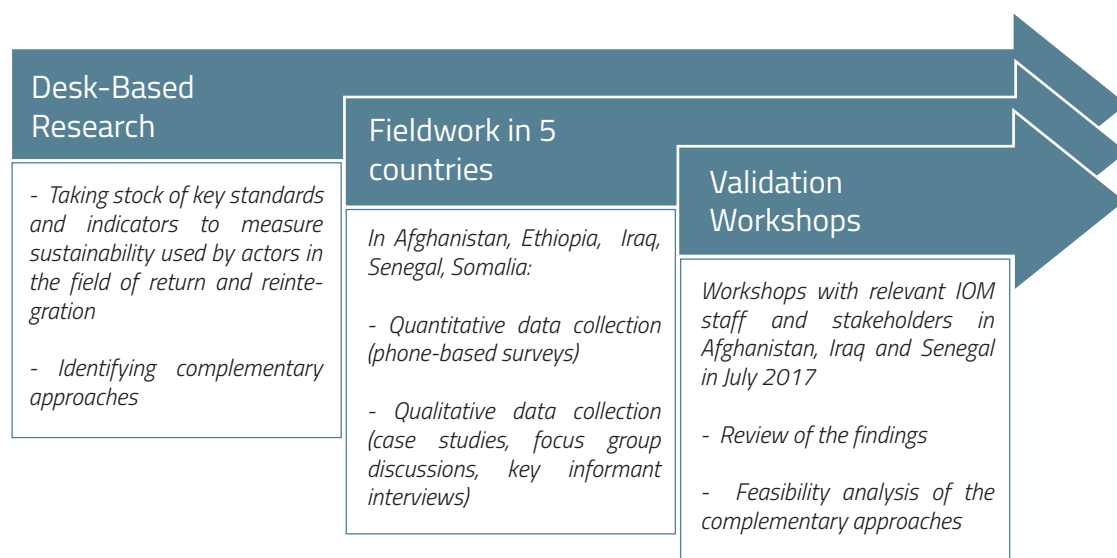 Desk-Based
Research
- Taking stock of key standards
and indicators to measure
sustainability used by actors in
the field of return and reinte-
gration
- Identifying complementary
approaches
Fieldwork in 5
countries
In Afghanistan, Ethiopia, Iraq,
Senegal, Somalia:
- Quantitative data collection
(phone-based surveys)
- Qualitative data collection
(case studies, focus group
discussions, key informant
interviews)
Validation
Workshops
Workshops with relevant IOM
staff and stakeholders in
Afghanistan, Iraq and Senegal
in July 2017
- Review of the findings
- Feasibility analysis of the
complementary approaches